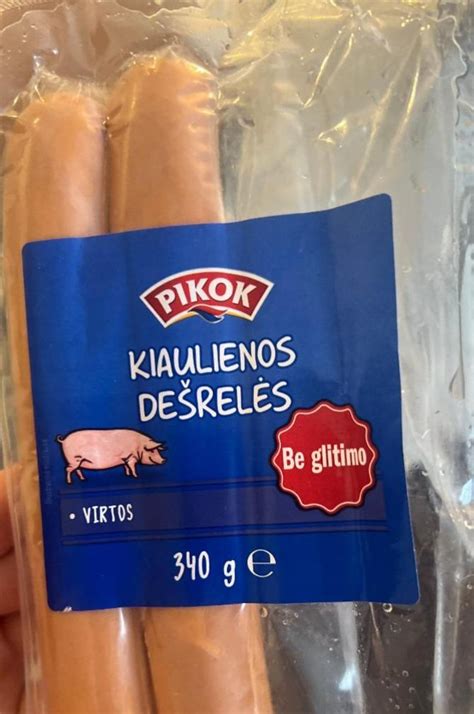 PIKOK
KIAULIENOS
DEŠRELĖS
Be glitimo
• VIRTOS
340 g ℮